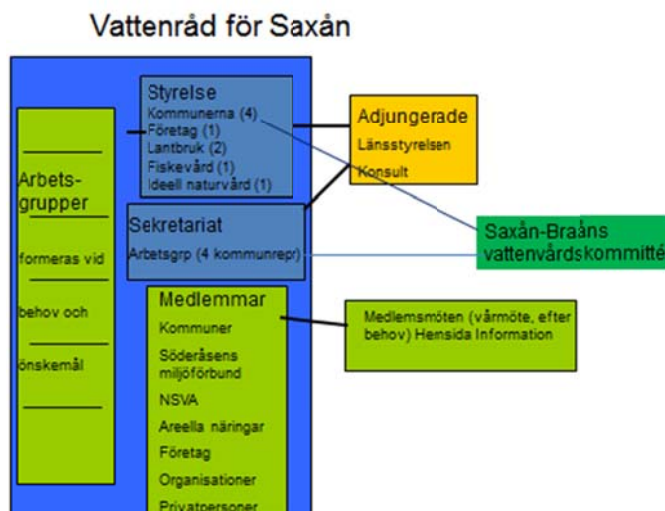 Vattenråd för Saxån
Styrelse
Kommunerna (4)
Företag (1)
Lantbruk (2)
Fiskevård (1)
Ideell naturvård (1)
Adjungerade
Länsstyrelsen
Konsult
Arbets-
grupper
formeras vid
behov och
önskemål
Sekretariat
Arbetsgrp (4 kommunrepr)
Saxån-Braåns
vattenvårdskommitté
Medlemmar
Kommuner
Söderåsens
miljöförbund
NSVA
Areella näringar
Företag
Organisationer
Privatpersoner
Medlemsmöten (vårmöte, efter
behov) Hemsida Information